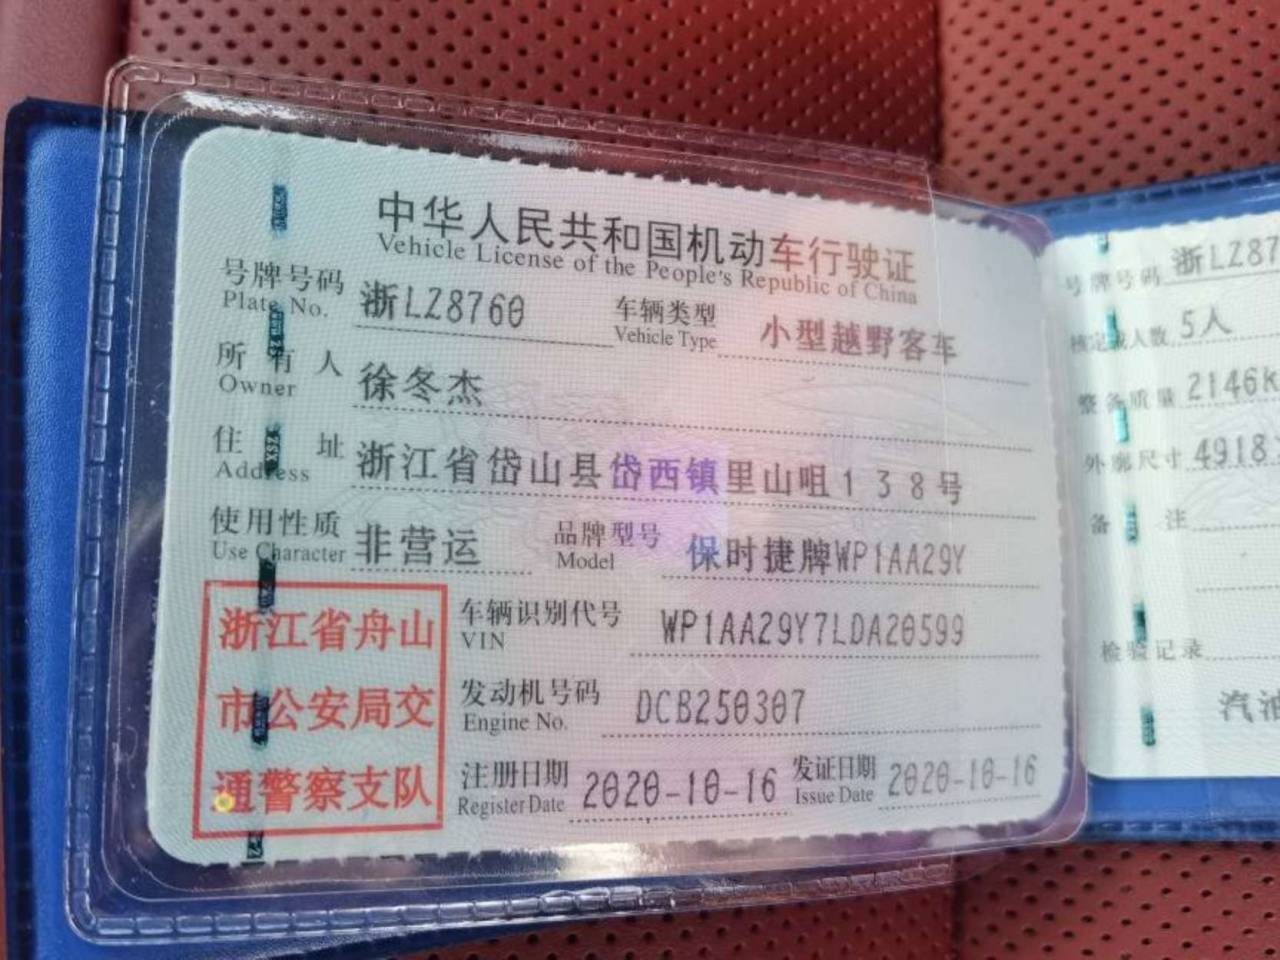 中华人民共和国机动车行驶证
Vehicle License of the People's Republic of China
号牌号码 浙LZ8760 车辆类型 小型越野客车
Plate No. Vehicle Type
所有人 徐冬杰
Owner
住址 浙江省岱山县岱西镇里山咀138号
Address
使用性质 非营运 品牌型号 保时捷牌WP1AA29Y
Use Character Model
浙江省舟山
市公安局交
通警察支队
车辆识别代号 WP1AA29Y7LDA20599
VIN
发动机号码 DCB250307
Engine No.
注册日期 2020-10-16 发证日期 2020-10-16
Register Date Issue Date
号牌号码 浙LZ87
核定载人数 5人
整备质量 2146k
外廓尺寸 4918
备注
检验记录
汽油